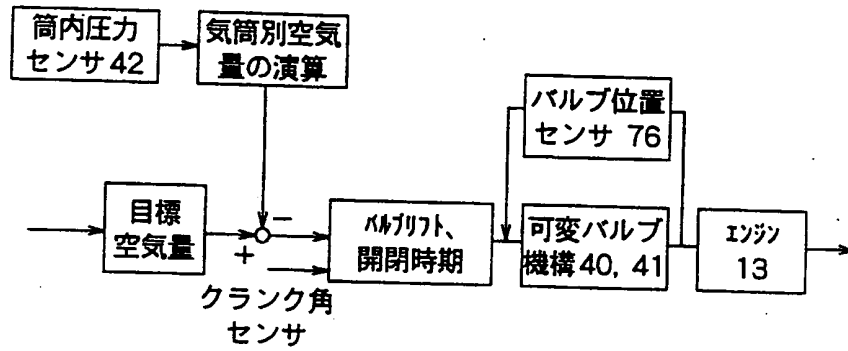 筒内圧力
センサ42
気筒別空気
量の演算
バルブ位置
センサ 76
目標
空気量
−
+
バルブリフト、
開閉時期
可変バルブ
機構40, 41
エンジン
13
クランク角
センサ